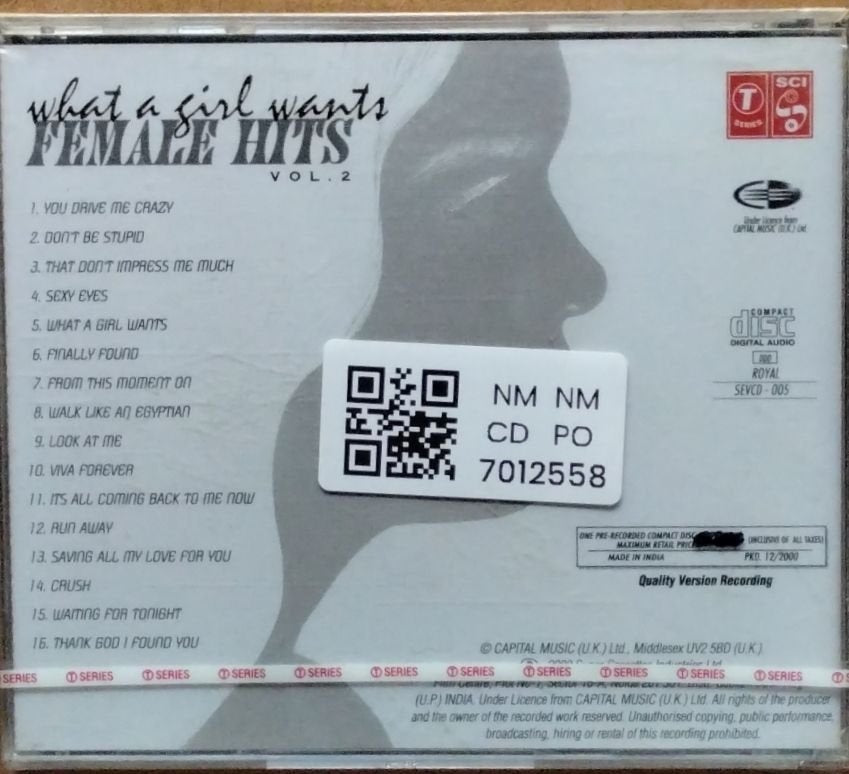 what a girl wants
FEMALE HITS
VOL. 2
1. YOU DRIVE ME CRAZY
2. DON'T BE STUPID
3. THAT DON'T IMPRESS ME MUCH
4. SEXY EYES
5. WHAT A GIRL WANTS
6. FINALLY FOUND
7. FROM THIS MOMENT ON
8. WALK LIKE AN EGYPTIAN
9. LOOK AT ME
10. VIVA FOREVER
11. ITS ALL COMING BACK TO ME NOW
12. RUN AWAY
13. SAVING ALL MY LOVE FOR YOU
14. CRUSH
15. WAITING FOR TONIGHT
16. THANK GOD I FOUND YOU
T SERIES
SCI
Under Licence from
CAPITAL MUSIC (U.K.) Ltd.
COMPACT
disc
DIGITAL AUDIO
DDD
ROYAL
SEVCD - 005
NM NM
CD PO
7012558
ONE PRE-RECORDED COMPACT DISC
MAXIMUM RETAIL PRICE (INCLUSIVE OF ALL TAXES)
MADE IN INDIA PKD. 12/2000
Quality Version Recording
© CAPITAL MUSIC (U.K.) Ltd., Middlesex UV2 5BD (U.K.)
SERIES T SERIES T SERIES T SERIES T SERIES T SERIES T SERIES T SERIES T SERIES T SERIES T S
(U.P.) INDIA. Under Licence from CAPITAL MUSIC (U.K.) Ltd. All rights of the producer
and the owner of the recorded work reserved. Unauthorised copying, public performance,
broadcasting, hiring or rental of this recording prohibited.